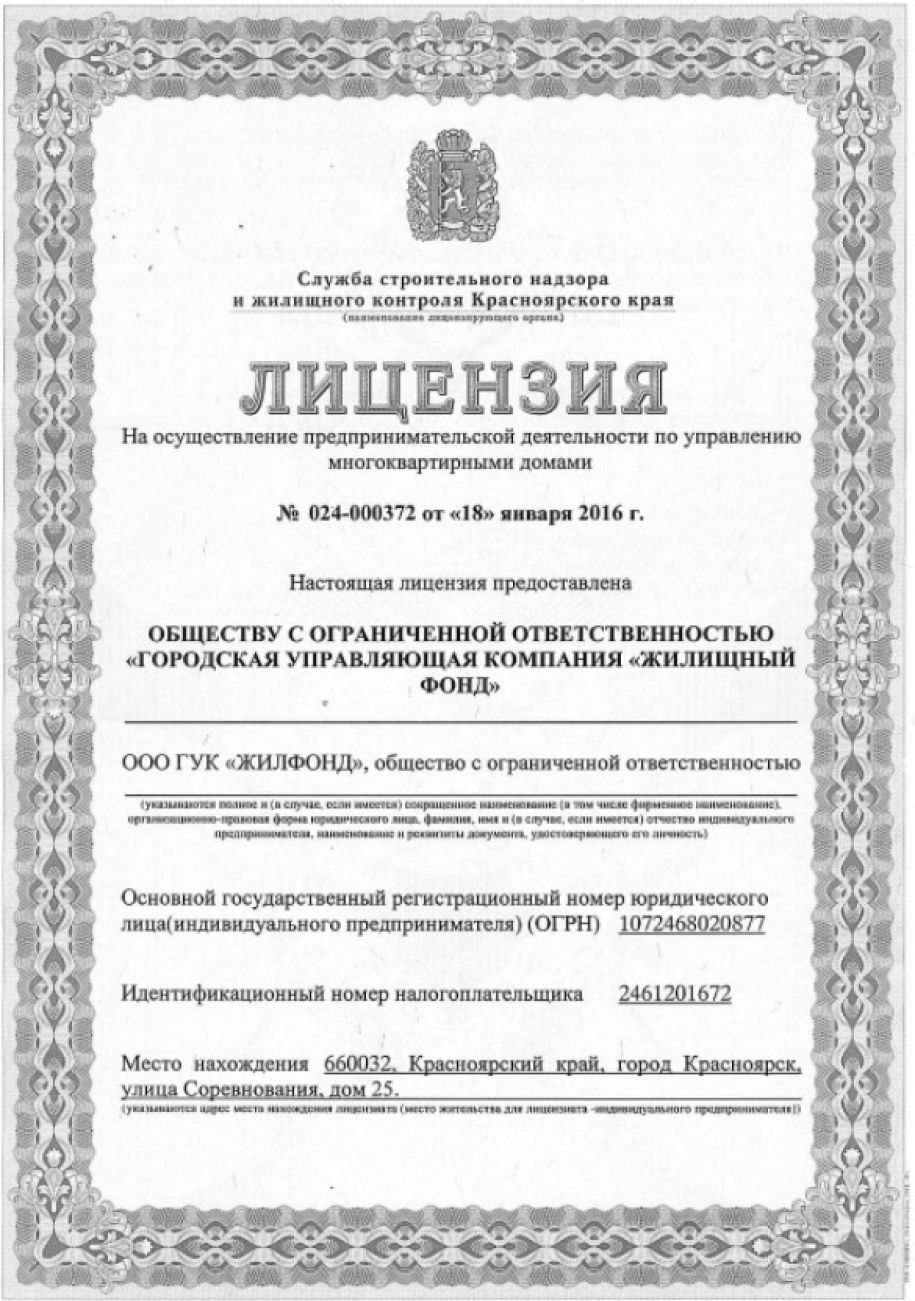 Служба строительного надзора
и жилищного контроля Красноярского края
(наименование лицензирующего органа)
ЛИЦЕНЗИЯ
На осуществление предпринимательской деятельности по управлению
многоквартирными домами
№ 024-000372 от «18» января 2016 г.
Настоящая лицензия предоставлена
ОБЩЕСТВУ С ОГРАНИЧЕННОЙ ОТВЕТСТВЕННОСТЬЮ
«ГОРОДСКАЯ УПРАВЛЯЮЩАЯ КОМПАНИЯ «ЖИЛИЩНЫЙ
ФОНД»
ООО ГУК «ЖИЛФОНД», общество с ограниченной ответственностью
(указываются полное и (в случае, если имеется) сокращенное наименование (в том числе фирменное наименование),
организационно-правовая форма юридического лица, фамилия, имя и (в случае, если имеется) отчество индивидуального
предпринимателя, наименование и реквизиты документа, удостоверяющего его личность)
Основной государственный регистрационный номер юридического
лица(индивидуального предпринимателя) (ОГРН) 1072468020877
Идентификационный номер налогоплательщика 2461201672
Место нахождения 660032, Красноярский край, город Красноярск,
улица Соревнования, дом 25.
(указываются адрес места нахождения лицензиата (место жительства для лицензиата -индивидуального предпринимателя))